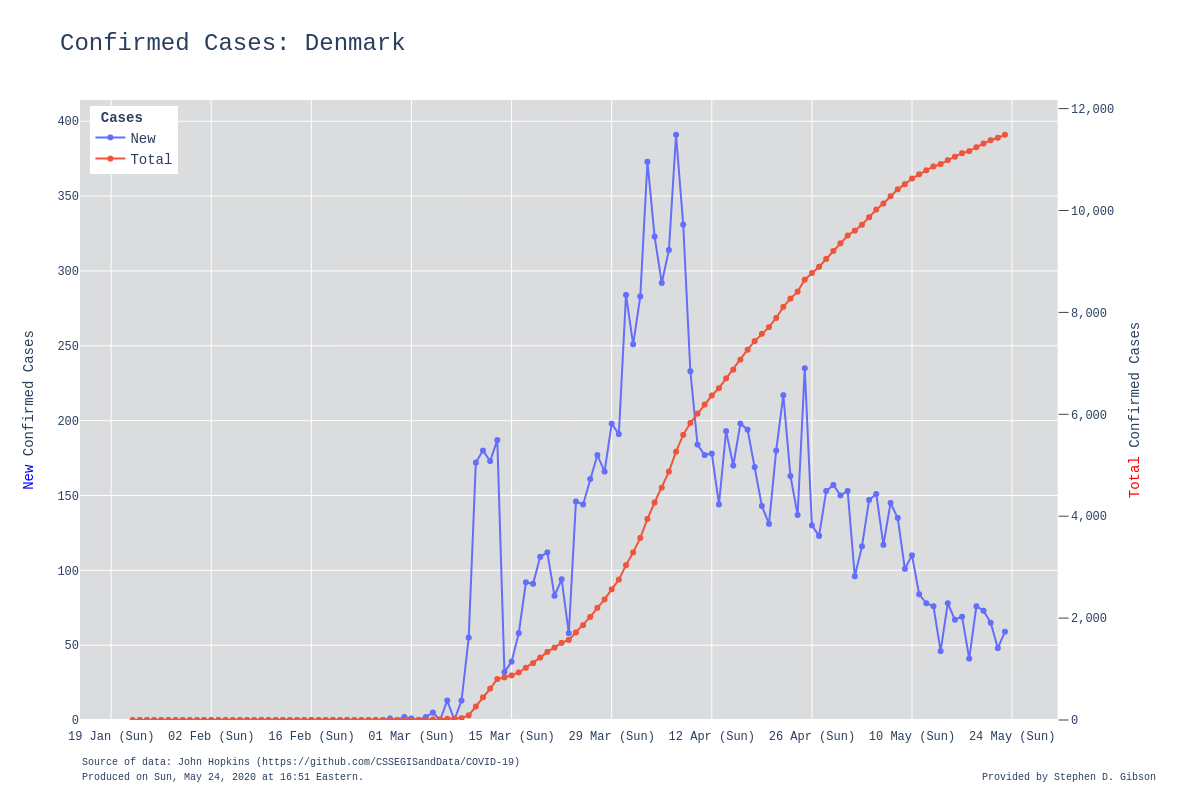 Confirmed Cases: Denmark
Cases
New
Total
400
350
300
250
200
150
100
50
0
New Confirmed Cases
12,000
10,000
8,000
6,000
4,000
2,000
0
Total Confirmed Cases
19 Jan (Sun) 02 Feb (Sun) 16 Feb (Sun) 01 Mar (Sun) 15 Mar (Sun) 29 Mar (Sun) 12 Apr (Sun) 26 Apr (Sun) 10 May (Sun) 24 May (Sun)
Source of data: John Hopkins (https://github.com/CSSEGISandData/COVID-19)
Produced on Sun, May 24, 2020 at 16:51 Eastern.
Provided by Stephen D. Gibson